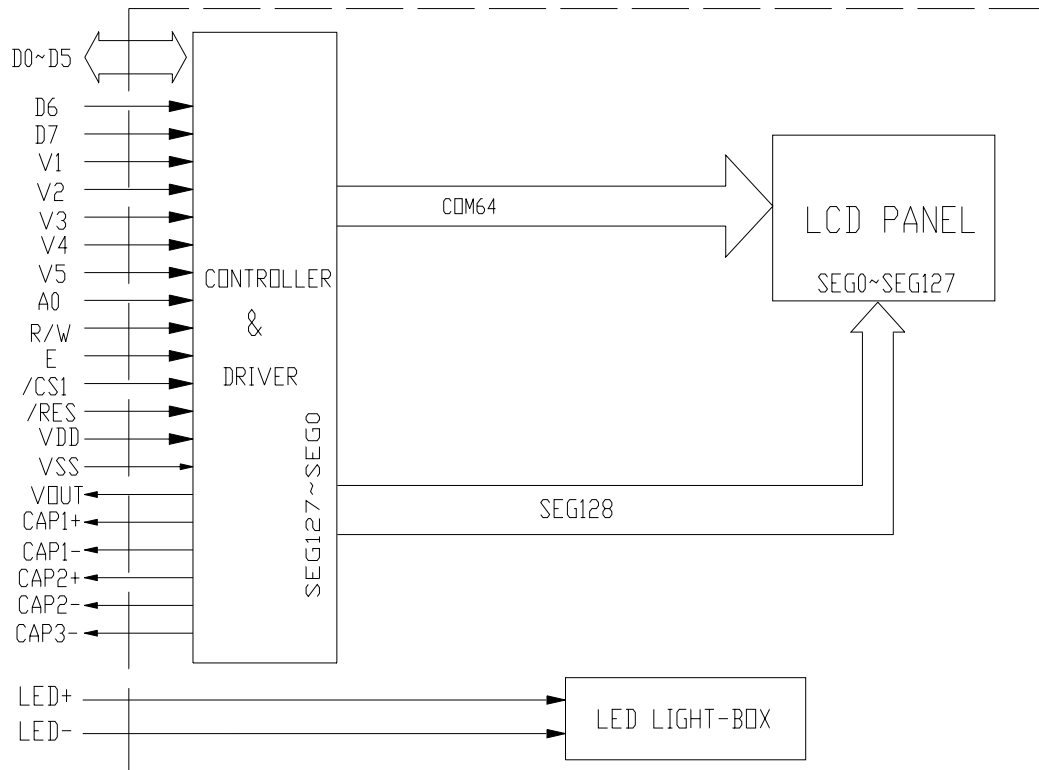 D0~D5
D6
D7
V1
V2
V3
V4
V5
A0
R/W
E
/CS1
/RES
VDD
VSS
VOUT
CAP1+
CAP1-
CAP2+
CAP2-
CAP3-
LED+
LED-
CONTROLLER
&
DRIVER
SEG127~SEG0
COM64
SEG128
LCD PANEL
SEG0~SEG127
LED LIGHT-BOX